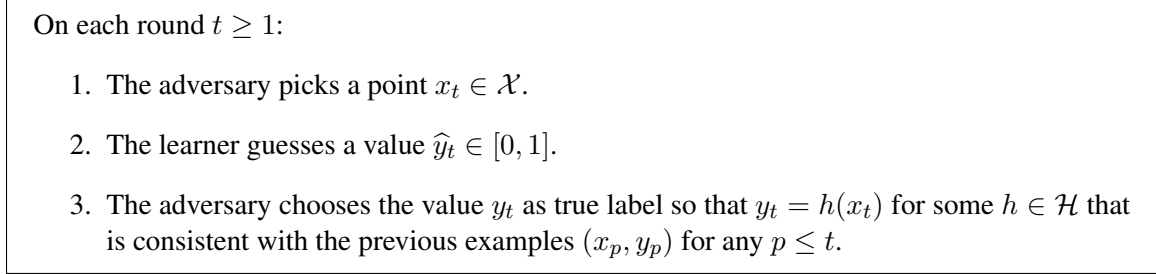 On each round t ≥ 1:
1. The adversary picks a point x_t ∈ 𝒳.
2. The learner guesses a value ŷ_t ∈ [0, 1].
3. The adversary chooses the value y_t as true label so that y_t = h(x_t) for some h ∈ ℋ that
is consistent with the previous examples (x_p, y_p) for any p ≤ t.